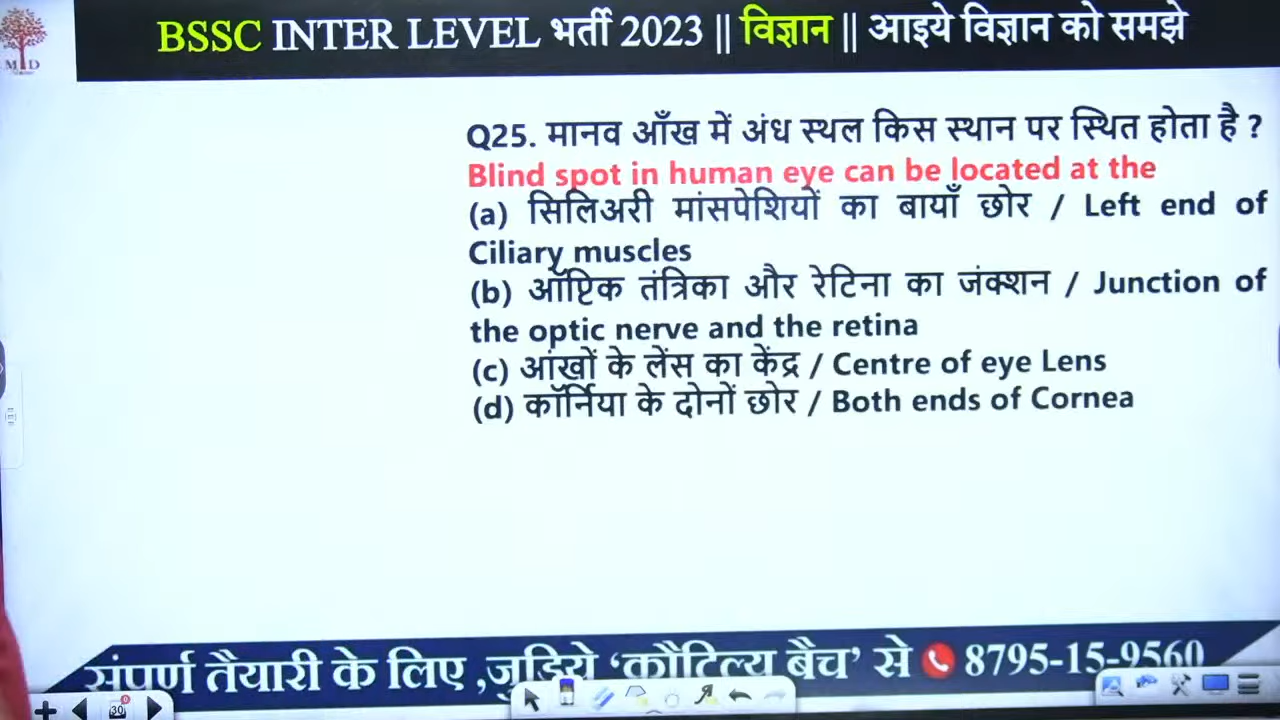 BSSC INTER LEVEL भर्ती 2023 || विज्ञान || आइये विज्ञान को समझे
Q25. मानव आँख में अंध स्थल किस स्थान पर स्थित होता है ?
Blind spot in human eye can be located at the
(a) सिलिअरी मांसपेशियों का बायाँ छोर / Left end of
Ciliary muscles
(b) ऑप्टिक तंत्रिका और रेटिना का जंक्शन / Junction of
the optic nerve and the retina
(c) आंखों के लेंस का केंद्र / Centre of eye Lens
(d) कॉर्निया के दोनों छोर / Both ends of Cornea
संपूर्ण तैयारी के लिए ,जुड़िये ‘कौटिल्य बैच’ से 8795-15-9560
30